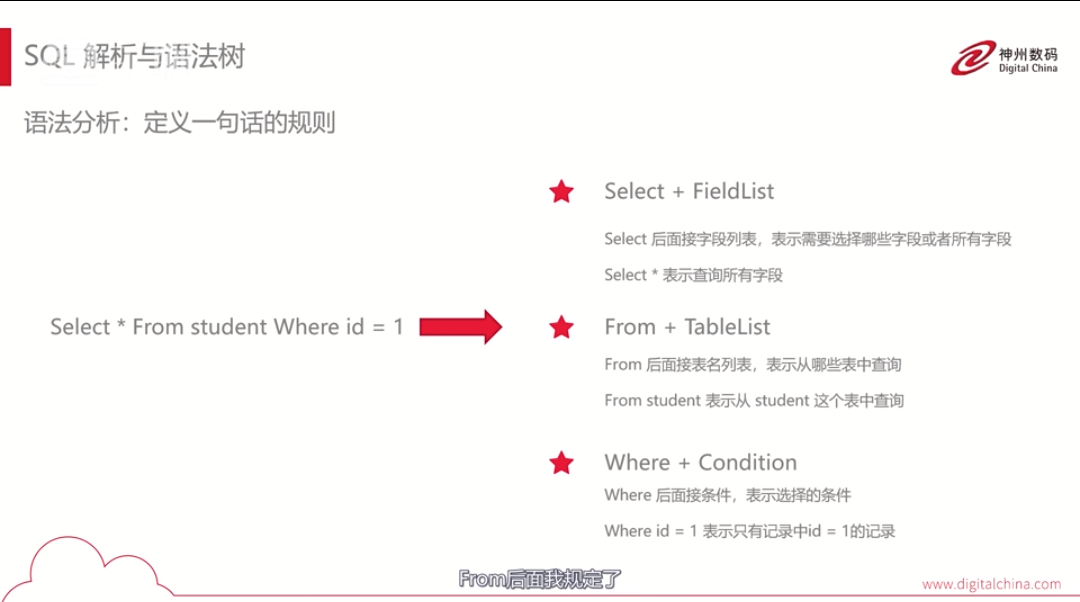 SQL 解析与语法树
神州数码
Digital China
语法分析：定义一句话的规则
Select + FieldList
Select 后面接字段列表，表示需要选择哪些字段或者所有字段
Select * 表示查询所有字段
Select * From student Where id = 1
From + TableList
From 后面接表名列表，表示从哪些表中查询
From student 表示从 student 这个表中查询
Where + Condition
Where 后面接条件，表示选择的条件
Where id = 1 表示只有记录中id = 1的记录
From后面我规定了
www.digitalchina.com